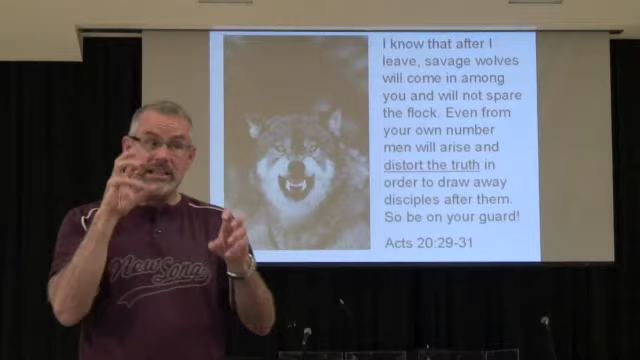 I know that after I
leave, savage wolves
will come in among
you and will not spare
the flock. Even from
your own number
men will arise and
distort the truth in
order to draw away
disciples after them.
So be on your guard!
Acts 20:29-31
NewSong